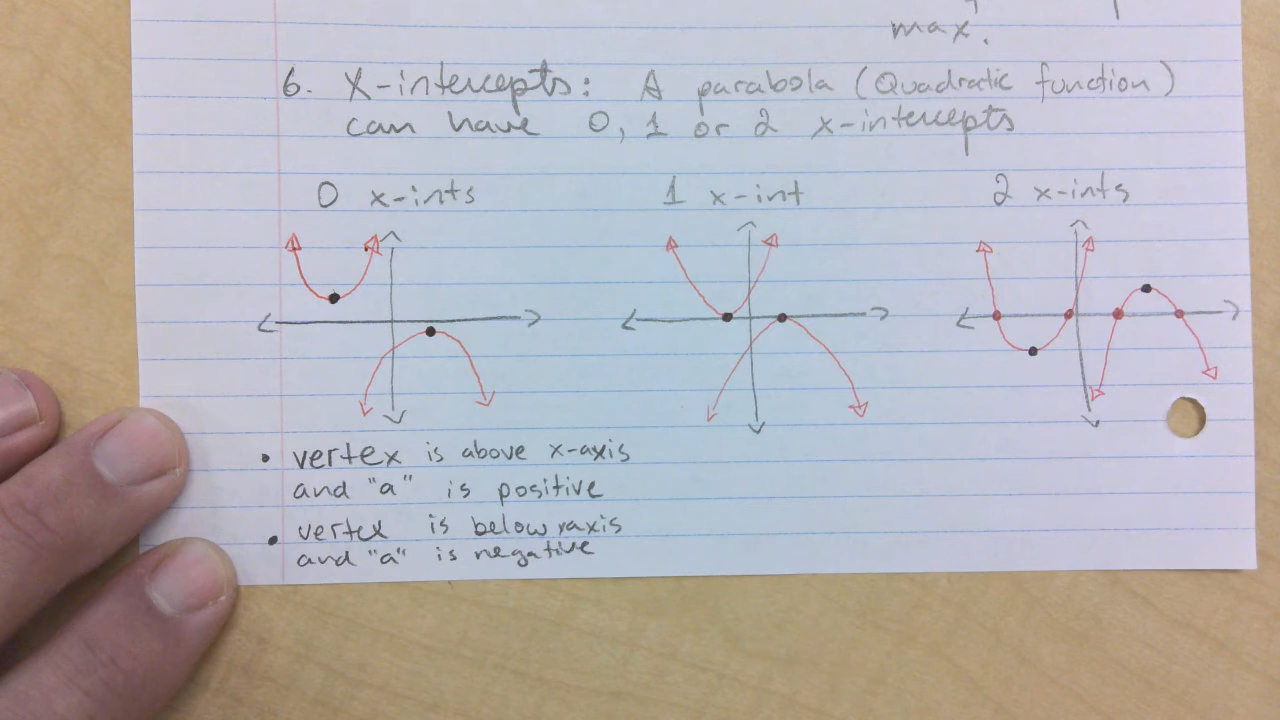 max.
6. X-intercepts: A parabola (Quadratic function)
can have 0, 1 or 2 x-intercepts
0 x-ints
1 x-int
2 x-ints
• vertex is above x-axis
and "a" is positive
• vertex is below xaxis
and "a" is negative